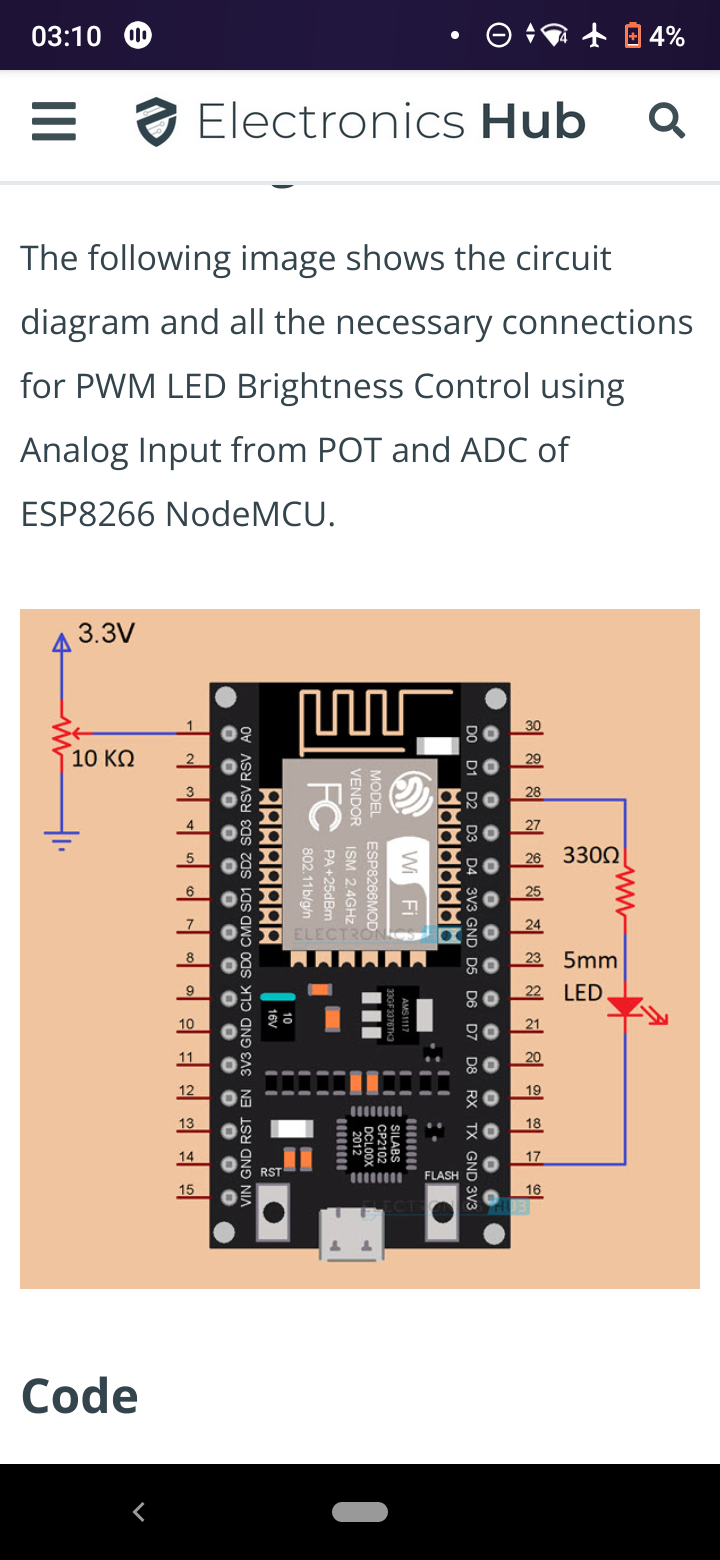 03:10
4
4%
Electronics Hub
The following image shows the circuit
diagram and all the necessary connections
for PWM LED Brightness Control using
Analog Input from POT and ADC of
ESP8266 NodeMCU.
3.3V
10 KΩ
1
2
3
4
5
6
7
8
9
10
11
12
13
14
15
A0
RSV
RSV
SD3
SD2
SD1
CMD
SD0
CLK
GND
3V3
EN
RST
GND
VIN
MODEL ESP8266MOD
VENDOR
ISM 2.4GHz
PA +25dBm
802.11b/g/n
FC
Wi Fi
ELECTRONICS
10
16V
AMS1117
SILABS
CP2102
DCL00X
2012
RST
FLASH
ELECTRONICS HUB
D0
D1
D2
D3
D4
3V3
GND
D5
D6
D7
D8
RX
TX
GND
3V3
30
29
28
27
26
25
24
23
22
21
20
19
18
17
16
330Ω
5mm
LED
Code